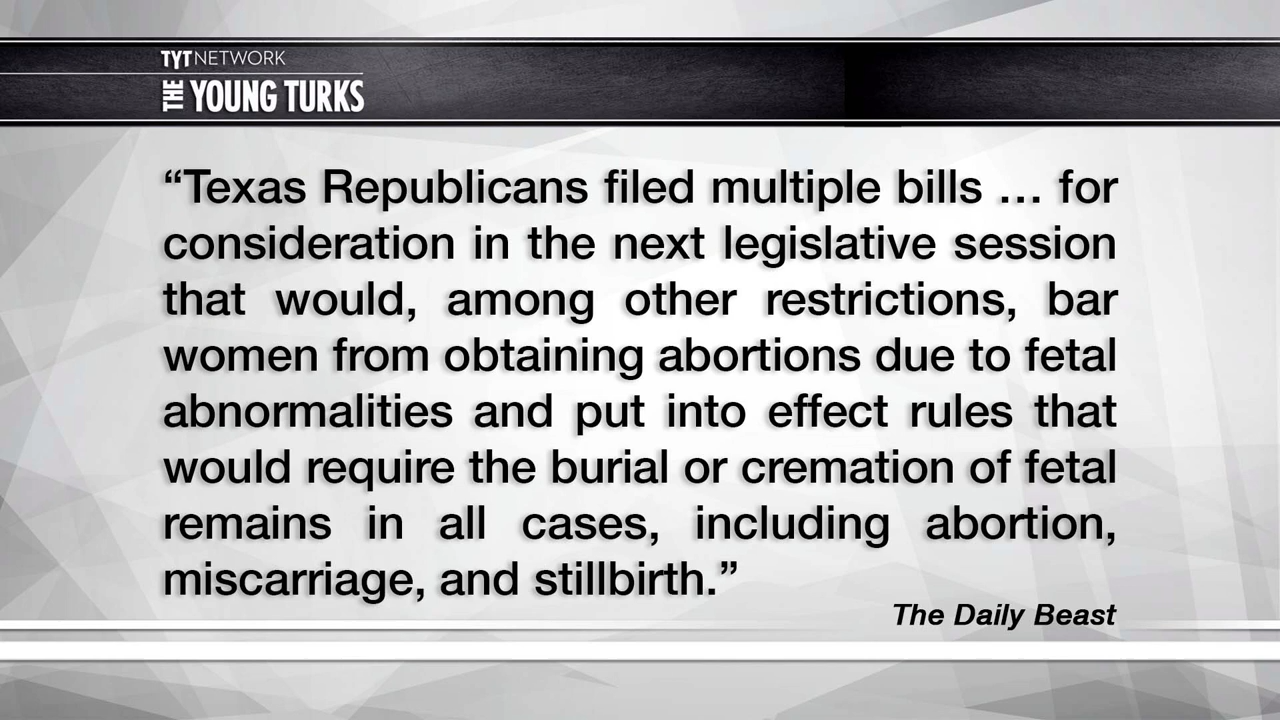 TYT NETWORK
THE YOUNG TURKS
“Texas Republicans filed multiple bills … for
consideration in the next legislative session
that would, among other restrictions, bar
women from obtaining abortions due to fetal
abnormalities and put into effect rules that
would require the burial or cremation of fetal
remains in all cases, including abortion,
miscarriage, and stillbirth.”
The Daily Beast